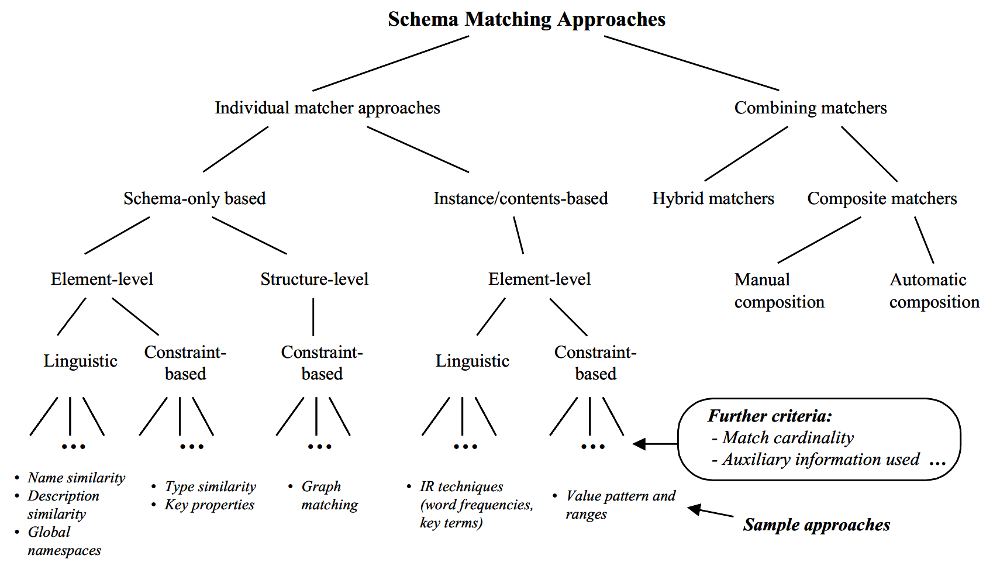 Schema Matching Approaches
Individual matcher approaches
Combining matchers
Schema-only based
Instance/contents-based
Hybrid matchers
Composite matchers
Element-level
Structure-level
Element-level
Manual
composition
Automatic
composition
Linguistic
Constraint-
based
Constraint-
based
Linguistic
Constraint-
based
...
...
...
...
...
Further criteria:
- Match cardinality
- Auxiliary information used ...
• Name similarity
• Description
similarity
• Global
namespaces
• Type similarity
• Key properties
• Graph
matching
• IR techniques
(word frequencies,
key terms)
• Value pattern and
ranges
Sample approaches